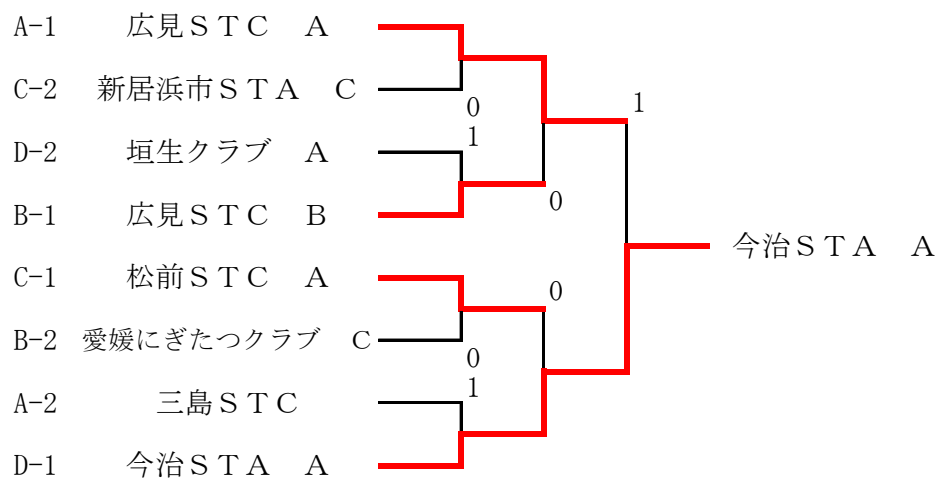 A-1 広見ＳＴＣ　Ａ
1
C-2 新居浜市ＳＴＡ　Ｃ
0
1
D-2 垣生クラブ　Ａ
0
B-1 広見ＳＴＣ　Ｂ
今治ＳＴＡ　Ａ
C-1 松前ＳＴＣ　Ａ
0
B-2 愛媛にぎたつクラブ　Ｃ
0
1
A-2 三島ＳＴＣ
D-1 今治ＳＴＡ　Ａ